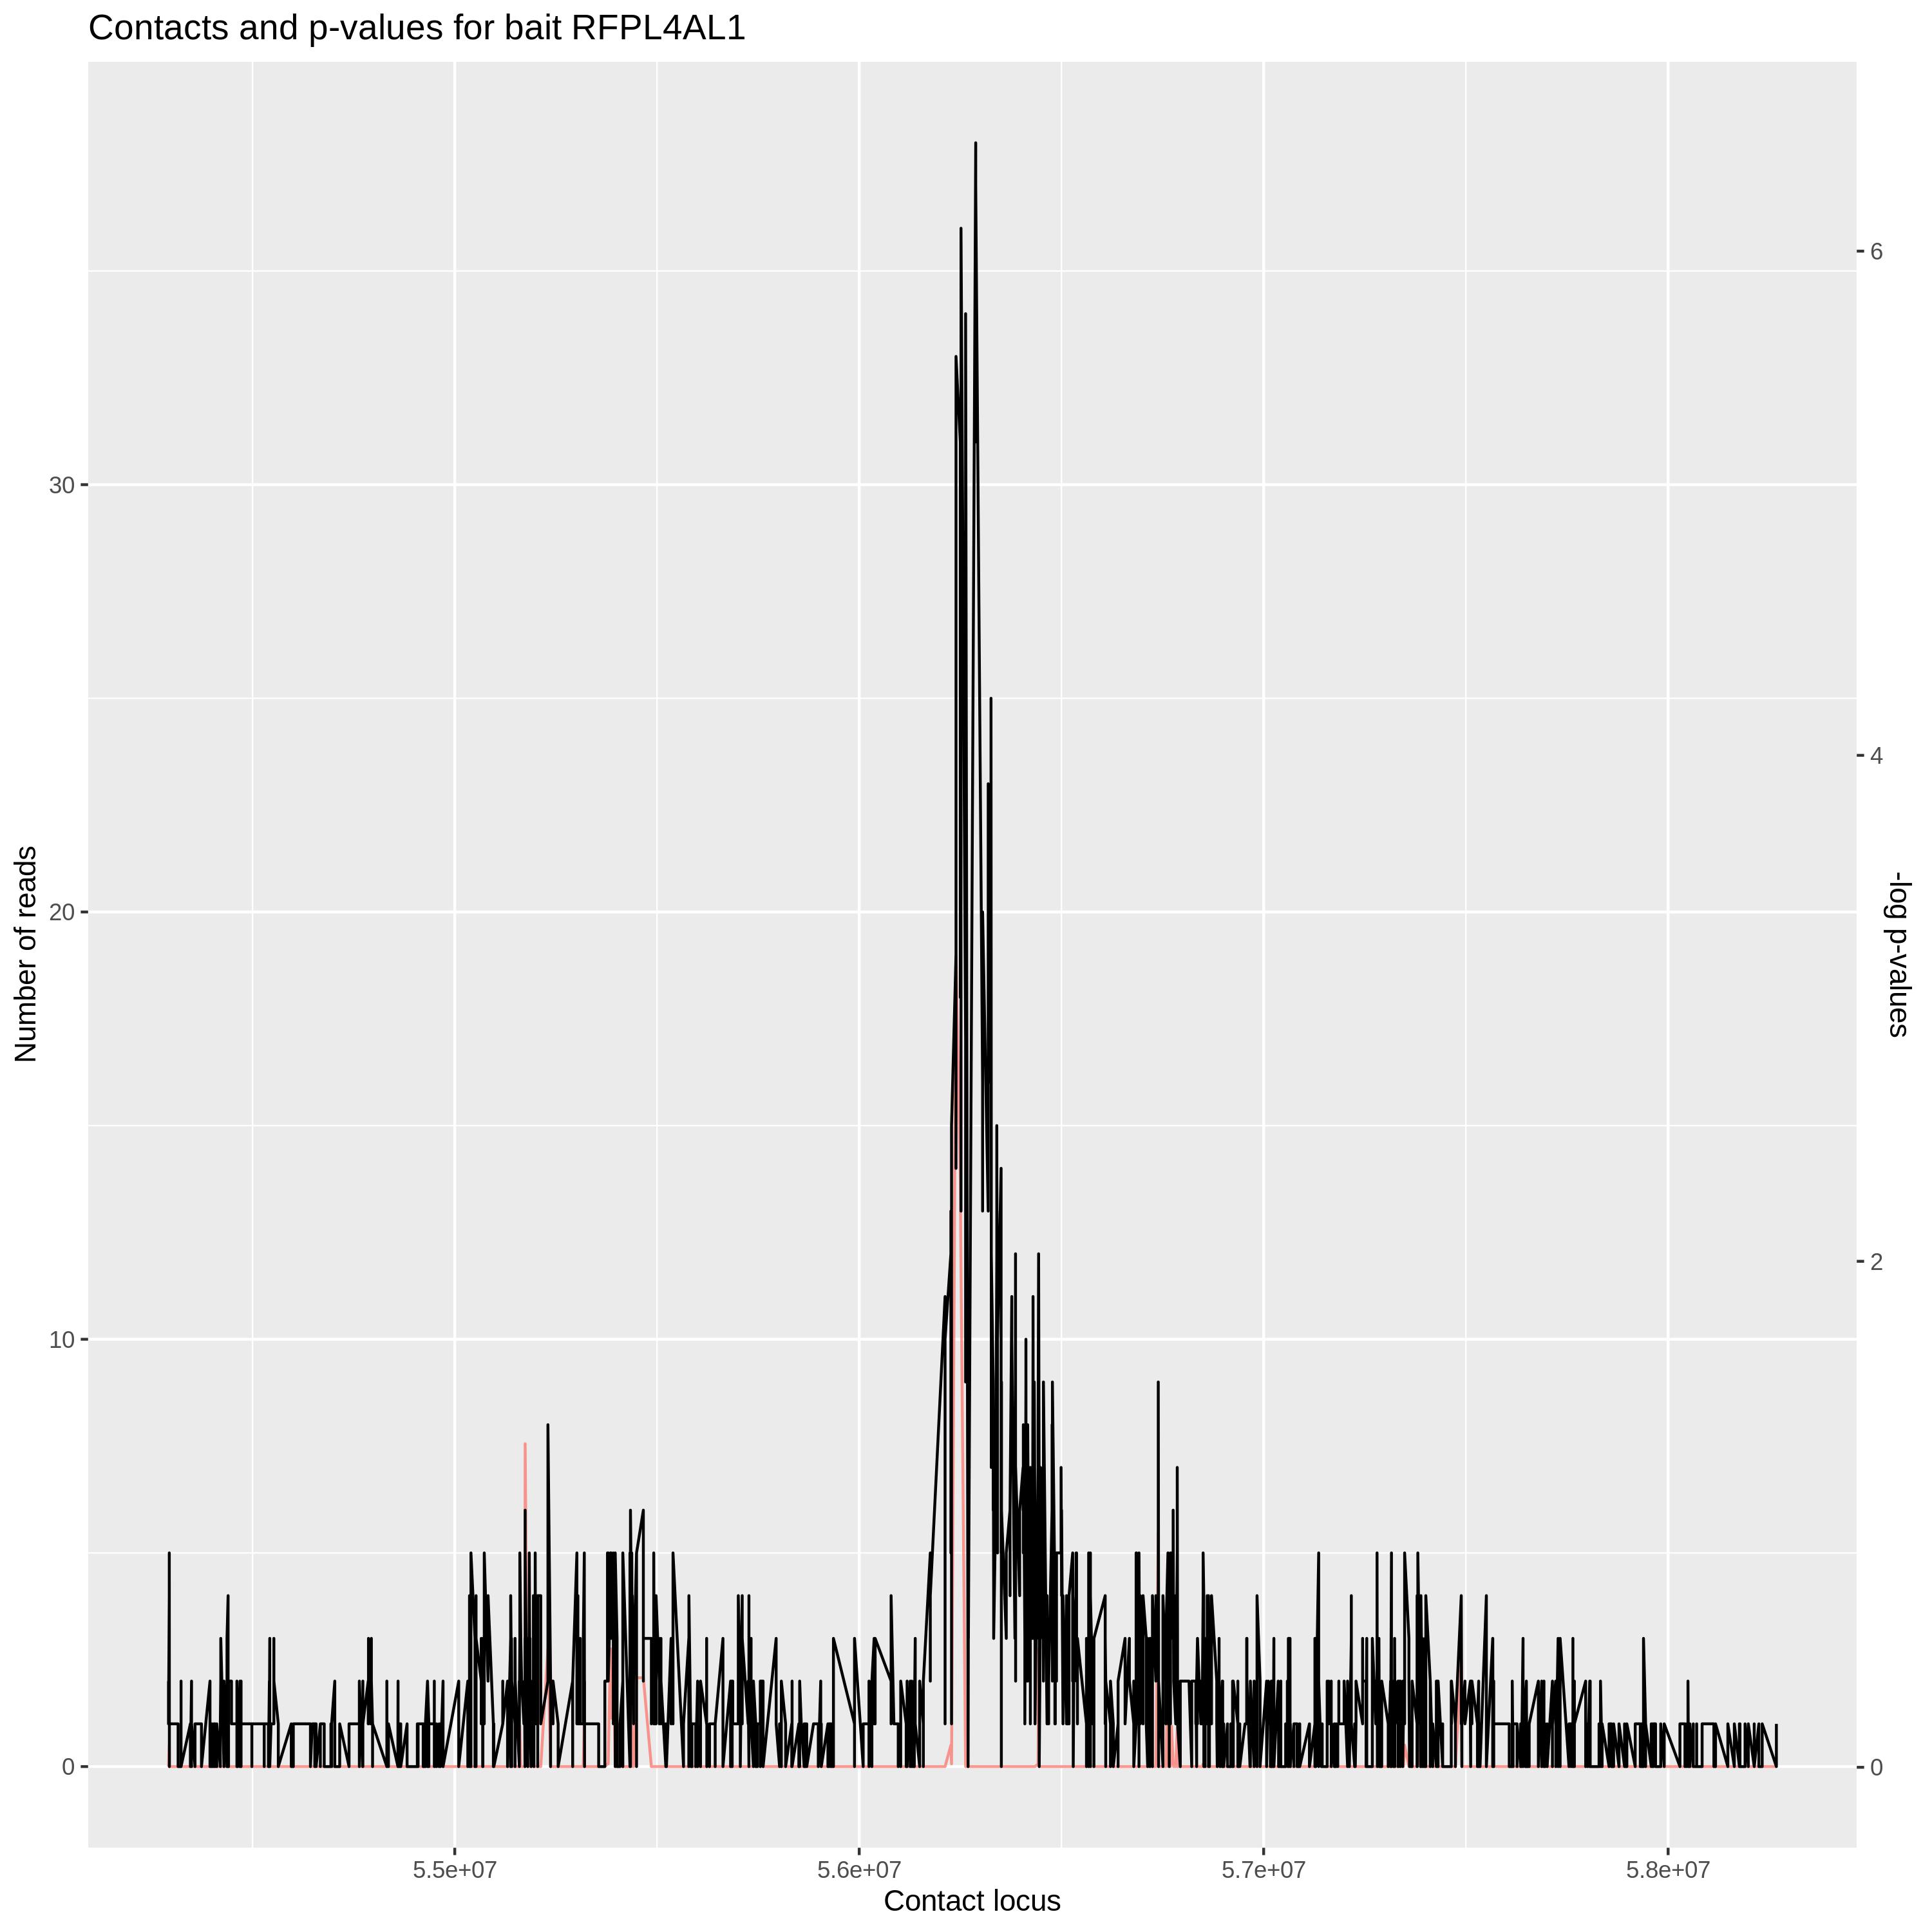 Contacts and p-values for bait RFPL4AL1
Number of reads
30
20
10
0
6
4
2
0
-log p-values
5.5e+07 5.6e+07 5.7e+07 5.8e+07
Contact locus